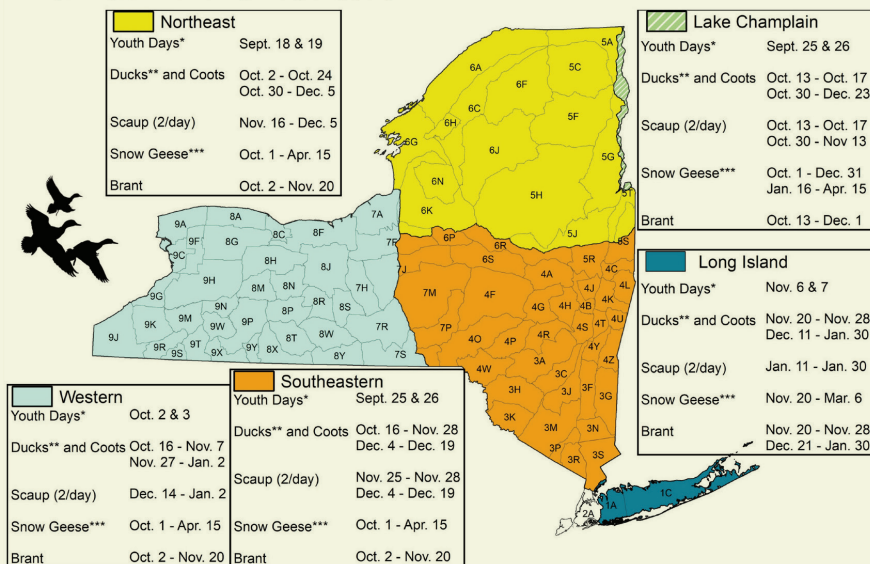 Northeast
Youth Days* Sept. 18 & 19
Ducks** and Coots Oct. 2 - Oct. 24
Oct. 30 - Dec. 5
Scaup (2/day) Nov. 16 - Dec. 5
Snow Geese*** Oct. 1 - Apr. 15
Brant Oct. 2 - Nov. 20
Lake Champlain
Youth Days* Sept. 25 & 26
Ducks** and Coots Oct. 13 - Oct. 17
Oct. 30 - Dec. 23
Scaup (2/day) Oct. 13 - Oct. 17
Oct. 30 - Nov 13
Snow Geese*** Oct. 1 - Dec. 31
Jan. 16 - Apr. 15
Brant Oct. 13 - Dec. 1
Long Island
Youth Days* Nov. 6 & 7
Ducks** and Coots Nov. 20 - Nov. 28
Dec. 11 - Jan. 30
Scaup (2/day) Jan. 11 - Jan. 30
Snow Geese*** Nov. 20 - Mar. 6
Brant Nov. 20 - Nov. 28
Dec. 21 - Jan. 30
Western
Youth Days* Oct. 2 & 3
Ducks** and Coots Oct. 16 - Nov. 7
Nov. 27 - Jan. 2
Scaup (2/day) Dec. 14 - Jan. 2
Snow Geese*** Oct. 1 - Apr. 15
Brant Oct. 2 - Nov. 20
Southeastern
Youth Days* Sept. 25 & 26
Ducks** and Coots Oct. 16 - Nov. 28
Dec. 4 - Dec. 19
Scaup (2/day) Nov. 25 - Nov. 28
Dec. 4 - Dec. 19
Snow Geese*** Oct. 1 - Apr. 15
Brant Oct. 2 - Nov. 20
5A
6A 5C
6F
6C
6H 5F
6G 6J
5G
6N
5H
6K
5J
9A 8A 7A
9F 8G 8C 8F
9C
8H 8J
9H
9G 8M 8N 7H
9N 8R 8S
9K 9M 9W 9P 8P
9J 8T 8W 7R
9R 9S 9T 9X 9Y 8X 8Y 7S
6P 6R
6S 5R
4A 4C
7M 4F 4J 4L
4G 4H 4B 4K
4U
7P 4S 4T
4O 4P 4R 4Y
4W 3A 4Z
3C
3H 3J 3F 3G
3K
3M 3N
3P 3R 3S
1C
1A
2A